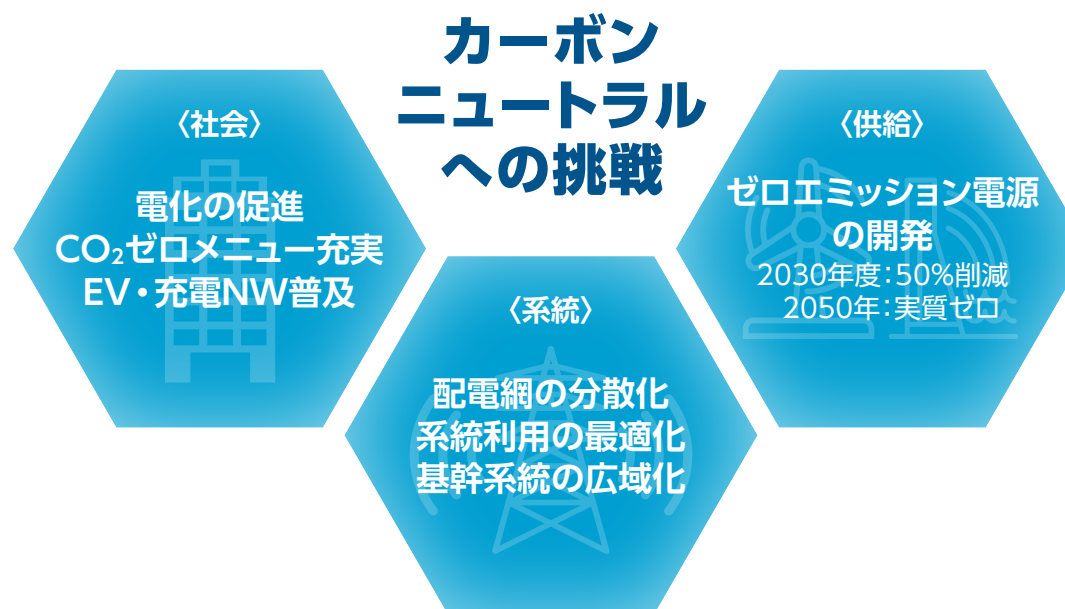 カーボン
ニュートラル
への挑戦
〈社会〉
電化の促進
CO₂ゼロメニュー充実
EV・充電NW普及
〈系統〉
配電網の分散化
系統利用の最適化
基幹系統の広域化
〈供給〉
ゼロエミッション電源
の開発
2030年度：50%削減
2050年：実質ゼロ